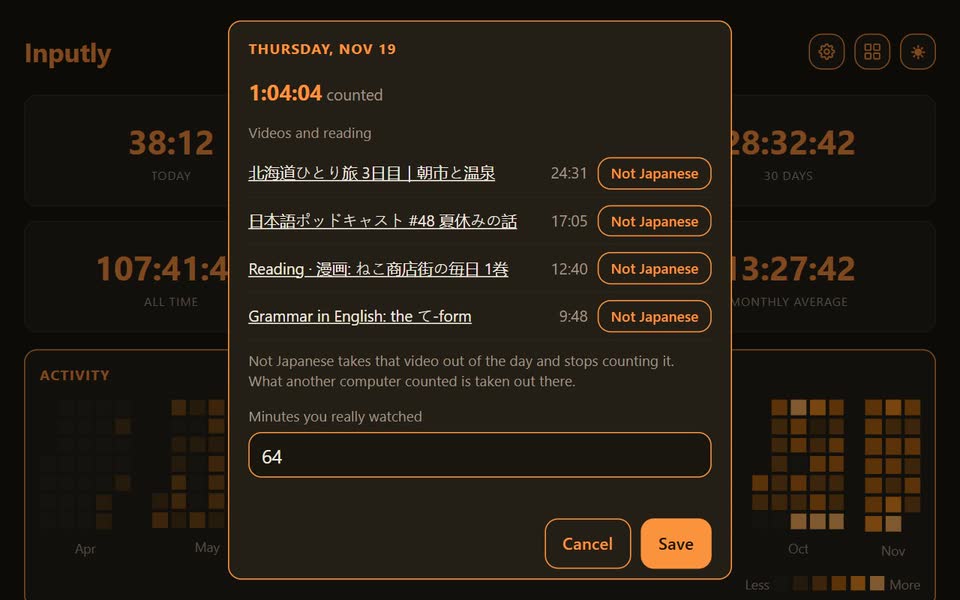 Inputly
THURSDAY, NOV 19
1:04:04 counted
Videos and reading
北海道ひとり旅 3日目 | 朝市と温泉 24:31 Not Japanese
日本語ポッドキャスト #48 夏休みの話 17:05 Not Japanese
Reading · 漫画: ねこ商店街の毎日 1巻 12:40 Not Japanese
Grammar in English: the て-form 9:48 Not Japanese
Not Japanese takes that video out of the day and stops counting it.
What another computer counted is taken out there.
Minutes you really watched
64
Cancel Save
38:12
TODAY
28:32:42
30 DAYS
107:41:4
ALL TIME
13:27:42
MONTHLY AVERAGE
ACTIVITY
Apr May Oct Nov
Less More